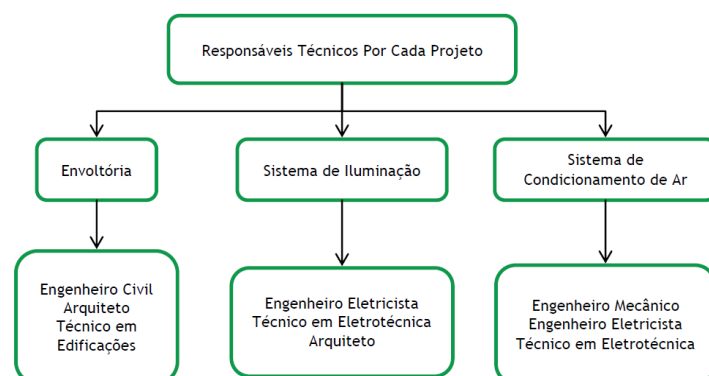 Responsáveis Técnicos Por Cada Projeto
Envoltória
Sistema de Iluminação
Sistema de
Condicionamento de Ar
Engenheiro Civil
Arquiteto
Técnico em
Edificações
Engenheiro Eletricista
Técnico em Eletrotécnica
Arquiteto
Engenheiro Mecânico
Engenheiro Eletricista
Técnico em Eletrotécnica